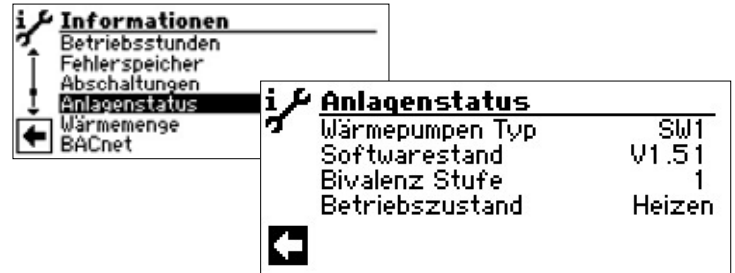 Informationen
Betriebsstunden
Fehlerspeicher
Abschaltungen
Anlagenstatus
Wärmemenge
BACnet
Anlagenstatus
Wärmepumpen Typ SW1
Softwarestand V1.51
Bivalenz Stufe 1
Betriebszustand Heizen